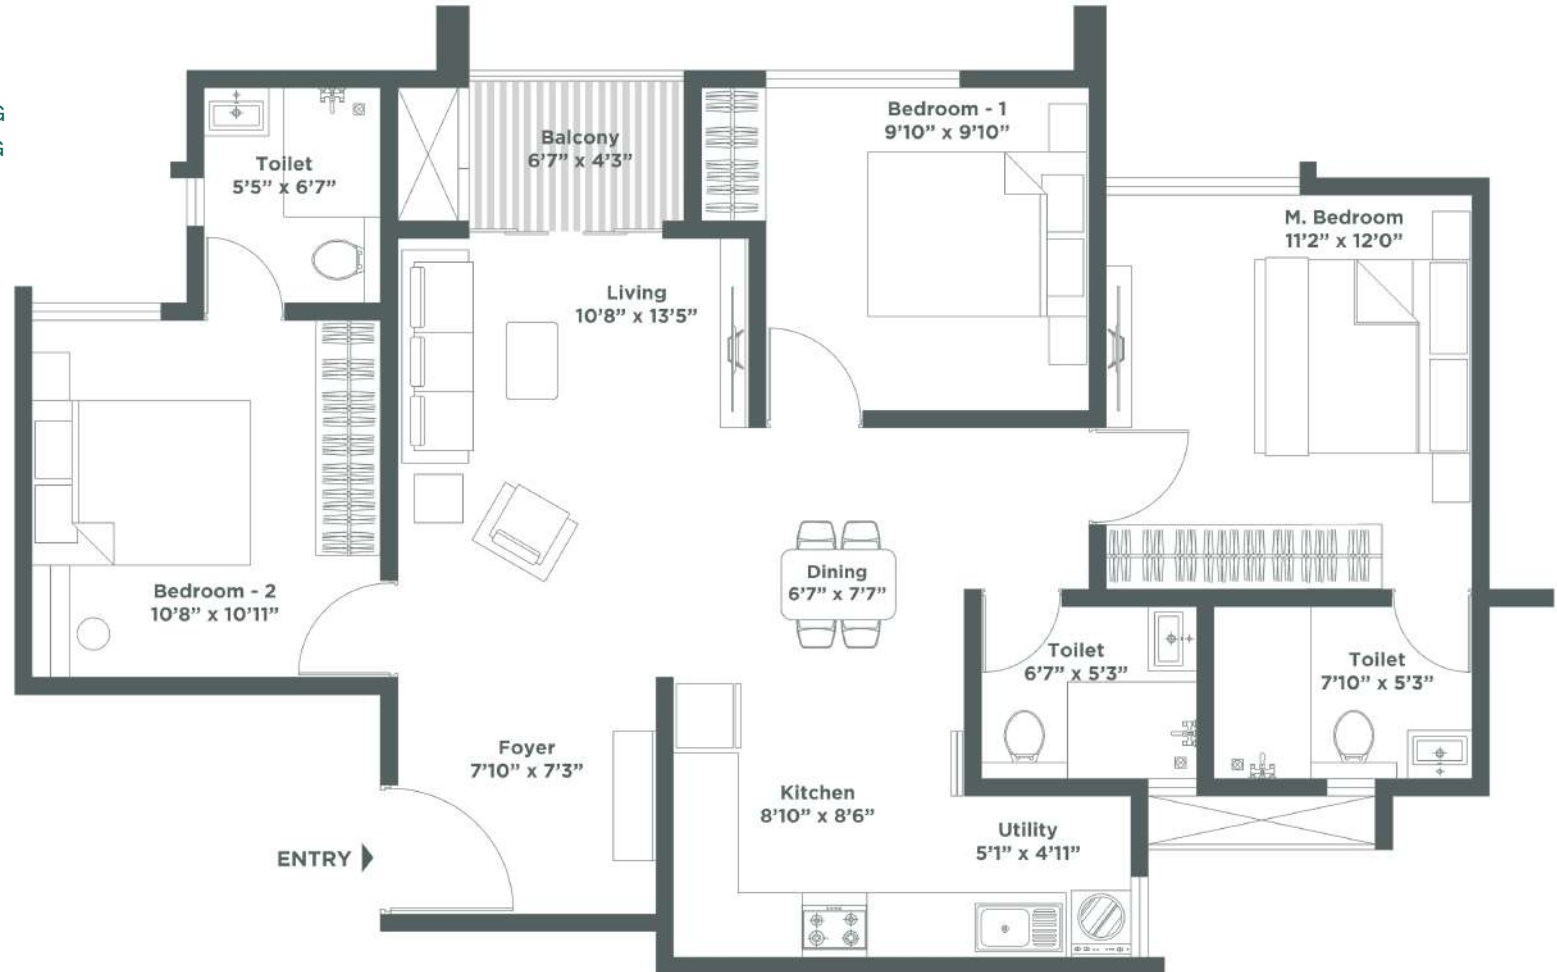 G
G
Toilet
5'5” x 6'7”
Balcony
6'7” x 4'3”
Bedroom - 1
9'10” x 9'10”
M. Bedroom
11'2” x 12'0”
Living
10'8” x 13'5”
Bedroom - 2
10'8” x 10'11”
Dining
6'7” x 7'7”
Toilet
6'7” x 5'3”
Toilet
7'10” x 5'3”
Foyer
7'10” x 7'3”
Kitchen
8'10” x 8'6”
Utility
5'1” x 4'11”
ENTRY